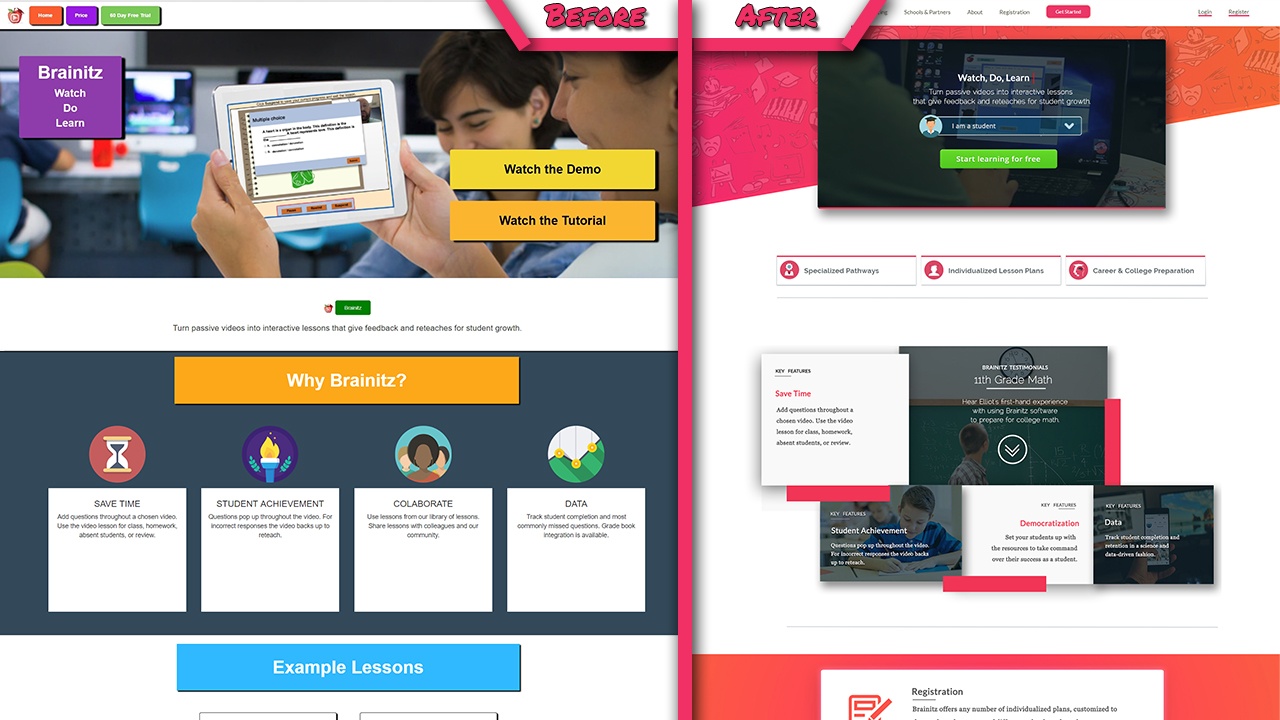 Before
After
Home
Price
60 Day Free Trial
Brainitz
Watch
Do
Learn
Click Suspend to save your current progress and exit the lesson.
Multiple choice
Watch the Demo
Watch the Tutorial
Brainitz
Turn passive videos into interactive lessons that give feedback and reteaches for student growth.
Why Brainitz?
SAVE TIME
Add questions throughout a chosen video.
Use the video lesson for class, homework,
absent students, or review.
STUDENT ACHIEVEMENT
Questions pop up throughout the video. For
incorrect responses the video backs up to
reteach.
COLABORATE
Use lessons from our library of lessons.
Share lessons with colleagues and our
community.
DATA
Track student completion and most
commonly missed questions. Grade book
integration is available.
Example Lessons
Schools & Partners
About
Registration
Get Started
Login
Register
Watch, Do, Learn
Turn passive videos into interactive lessons
that give feedback and reteaches for student growth.
I am a student
Start learning for free
Specialized Pathways
Individualized Lesson Plans
Career & College Preparation
KEY FEATURES
Save Time
Add questions throughout a
chosen video. Use the video
lesson for class, homework,
absent students, or review.
BRAINITZ TESTIMONIALS
11th Grade Math
Hear Elliot's first-hand experience
with using Brainitz software
to prepare for college math.
KEY FEATURES
Student Achievement
Questions pop up throughout the video.
For incorrect responses the video backs
up to reteach.
KEY FEATURES
Democratization
Set your students up with
the resources to take command
over their success as a student.
KEY FEATURES
Data
Track student completion and
retention in a science and
data-driven fashion.
Registration
Brainitz offers any number of individualized plans, customized to